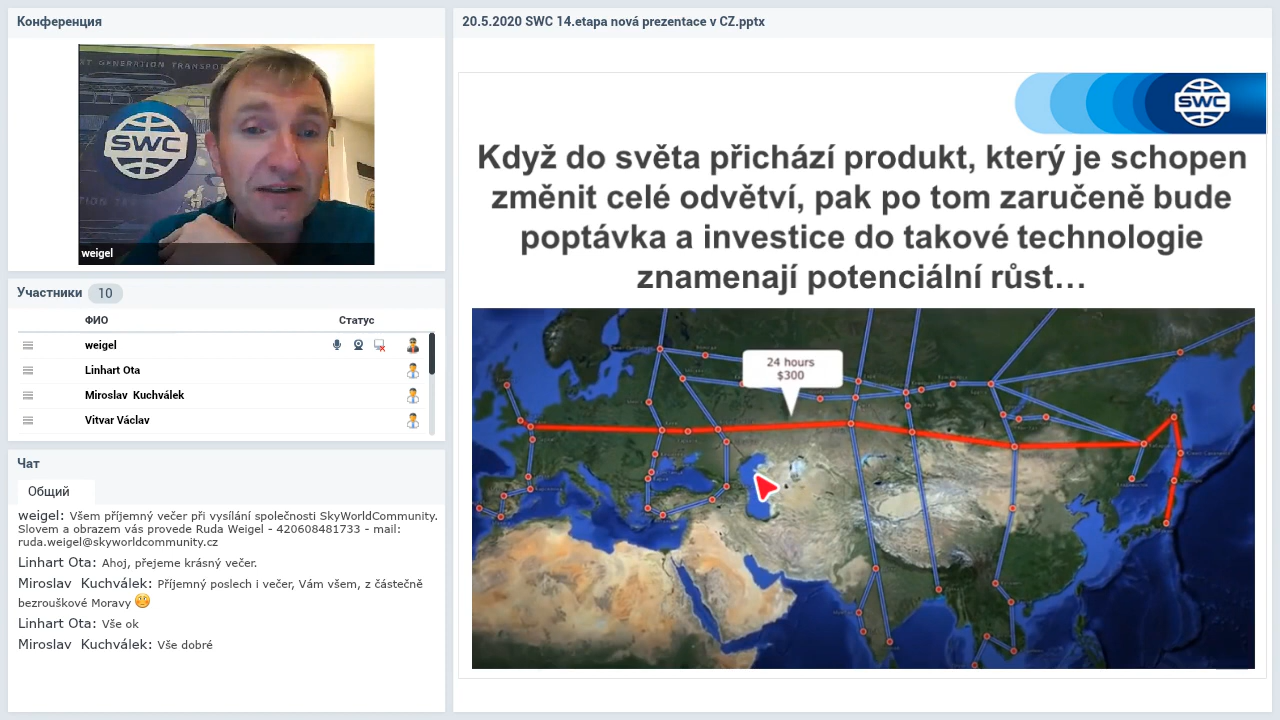 Конференция
NEXT GENERATION TRANSPOR
SWC
weigel
Участники 10
ФИО Статус
weigel
Linhart Ota
Miroslav Kuchválek
Vitvar Václav
Чат
Общий
weigel: Všem příjemný večer při vysílání společnosti SkyWorldCommunity.
Slovem a obrazem vás provede Ruda Weigel - 420608481733 - mail:
ruda.weigel@skyworldcommunity.cz
Linhart Ota: Ahoj, přejeme krásný večer.
Miroslav Kuchválek: Příjemný poslech i večer, Vám všem, z částečně
bezrouškové Moravy
Linhart Ota: Vše ok
Miroslav Kuchválek: Vše dobré
20.5.2020 SWC 14.etapa nová prezentace v CZ.pptx
SWC
Když do světa přichází produkt, který je schopen
změnit celé odvětví, pak po tom zaručeně bude
poptávka a investice do takové technologie
znamenají potenciální růst...
24 hours
$300